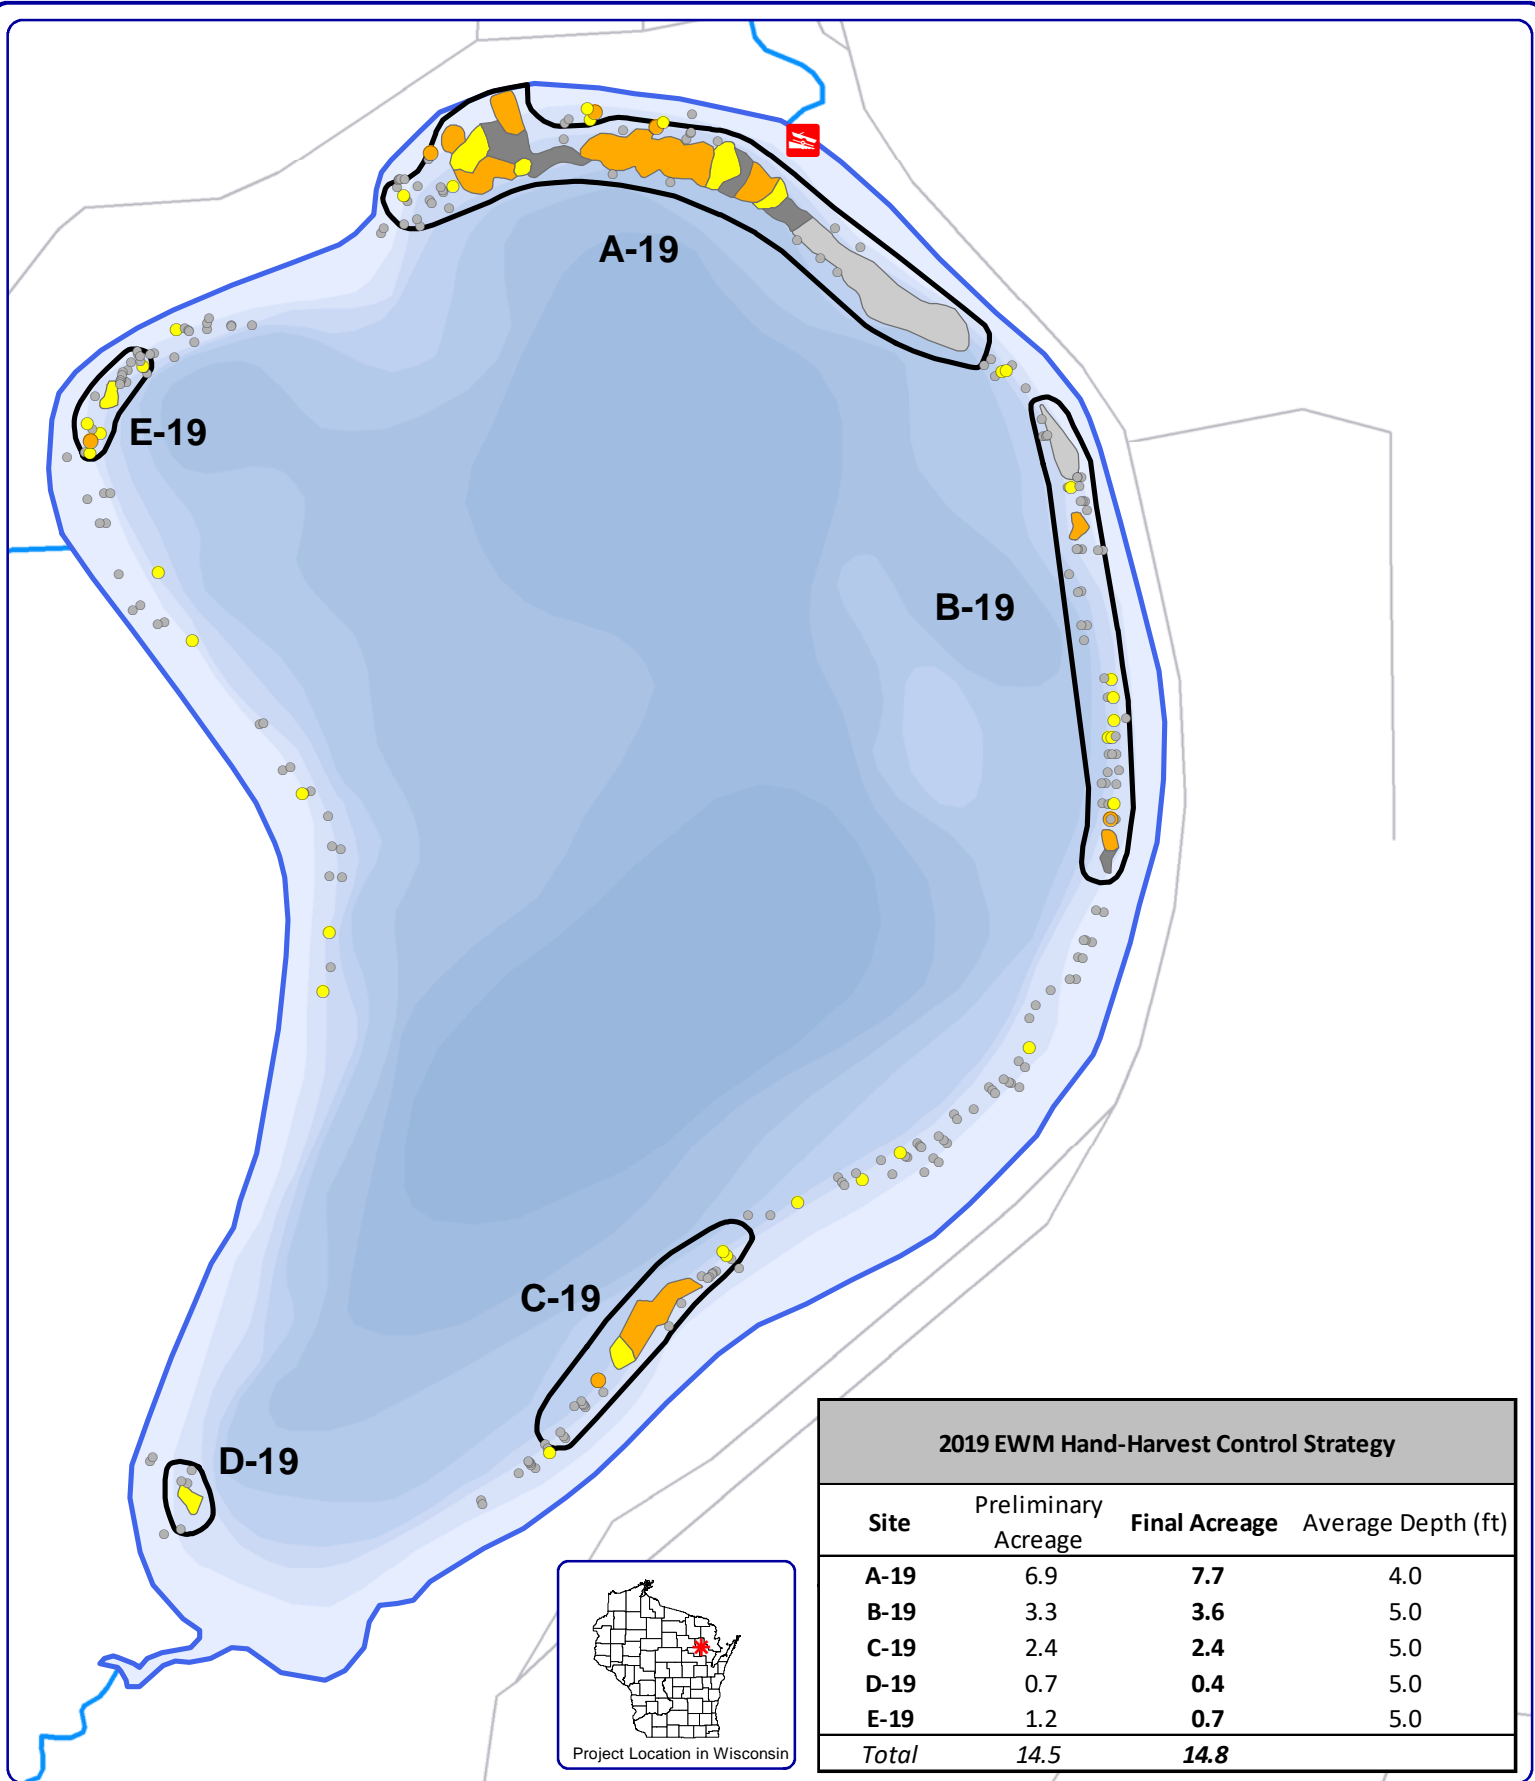 A-19
E-19
B-19
C-19
D-19
2019 EWM Hand-Harvest Control Strategy
Site Preliminary Acreage Final Acreage Average Depth (ft)
A-19 6.9 7.7 4.0
B-19 3.3 3.6 5.0
C-19 2.4 2.4 5.0
D-19 0.7 0.4 5.0
E-19 1.2 0.7 5.0
Total 14.5 14.8
Project Location in Wisconsin